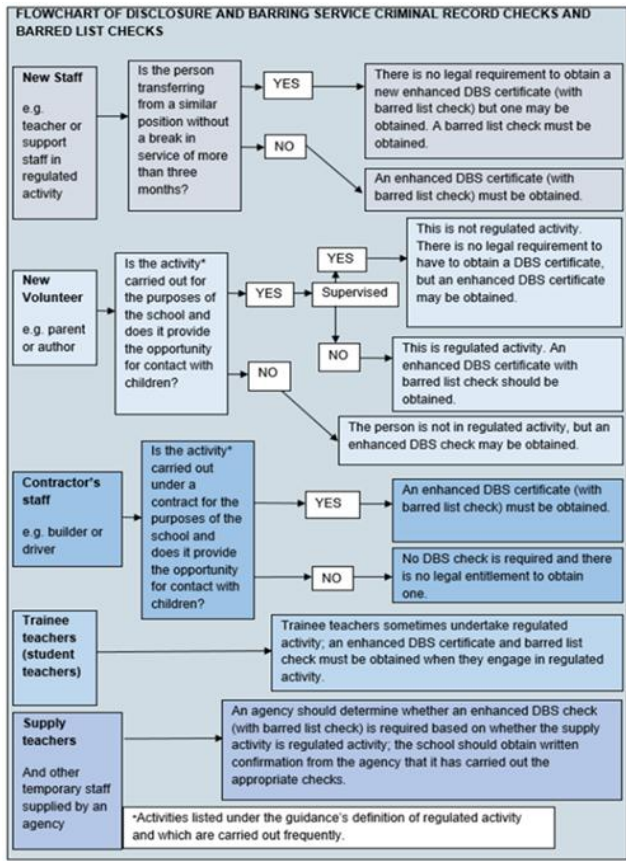 FLOWCHART OF DISCLOSURE AND BARRING SERVICE CRIMINAL RECORD CHECKS AND
BARRED LIST CHECKS
New Staff
e.g.
teacher or
support
staff in
regulated
activity
Is the person
transferring
from a similar
position without
a break in
service of more
than three
months?
YES
There is no legal requirement to obtain a
new enhanced DBS certificate (with
barred list check) but one may be
obtained. A barred list check must be
obtained.
NO
An enhanced DBS certificate (with
barred list check) must be obtained.
New
Volunteer
e.g. parent
or author
Is the activity*
carried out for
the purposes of
the school and
does it provide
the opportunity
for contact with
children?
YES
Supervised
YES
This is not regulated activity.
There is no legal requirement to
have to obtain a DBS certificate,
but an enhanced DBS certificate
may be obtained.
NO
This is regulated activity. An
enhanced DBS certificate with
barred list check should be
obtained.
NO
The person is not in regulated activity, but an
enhanced DBS check may be obtained.
Contractor's
staff
e.g. builder or
driver
Is the activity*
carried out
under a
contract for the
purposes of the
school and
does it provide
the opportunity
for contact with
children?
YES
An enhanced DBS certificate (with
barred list check) must be obtained.
NO
No DBS check is required and there
is no legal entitlement to obtain
one.
Trainee
teachers
(student
teachers)
Trainee teachers sometimes undertake regulated
activity; an enhanced DBS certificate and barred list
check must be obtained when they engage in regulated
activity.
Supply
teachers
And other
temporary staff
supplied by an
agency
An agency should determine whether an enhanced DBS check
(with barred list check) is required based on whether the supply
activity is regulated activity; the school should obtain written
confirmation from the agency that it has carried out the
appropriate checks.
*Activities listed under the guidance's definition of regulated activity
and which are carried out frequently.